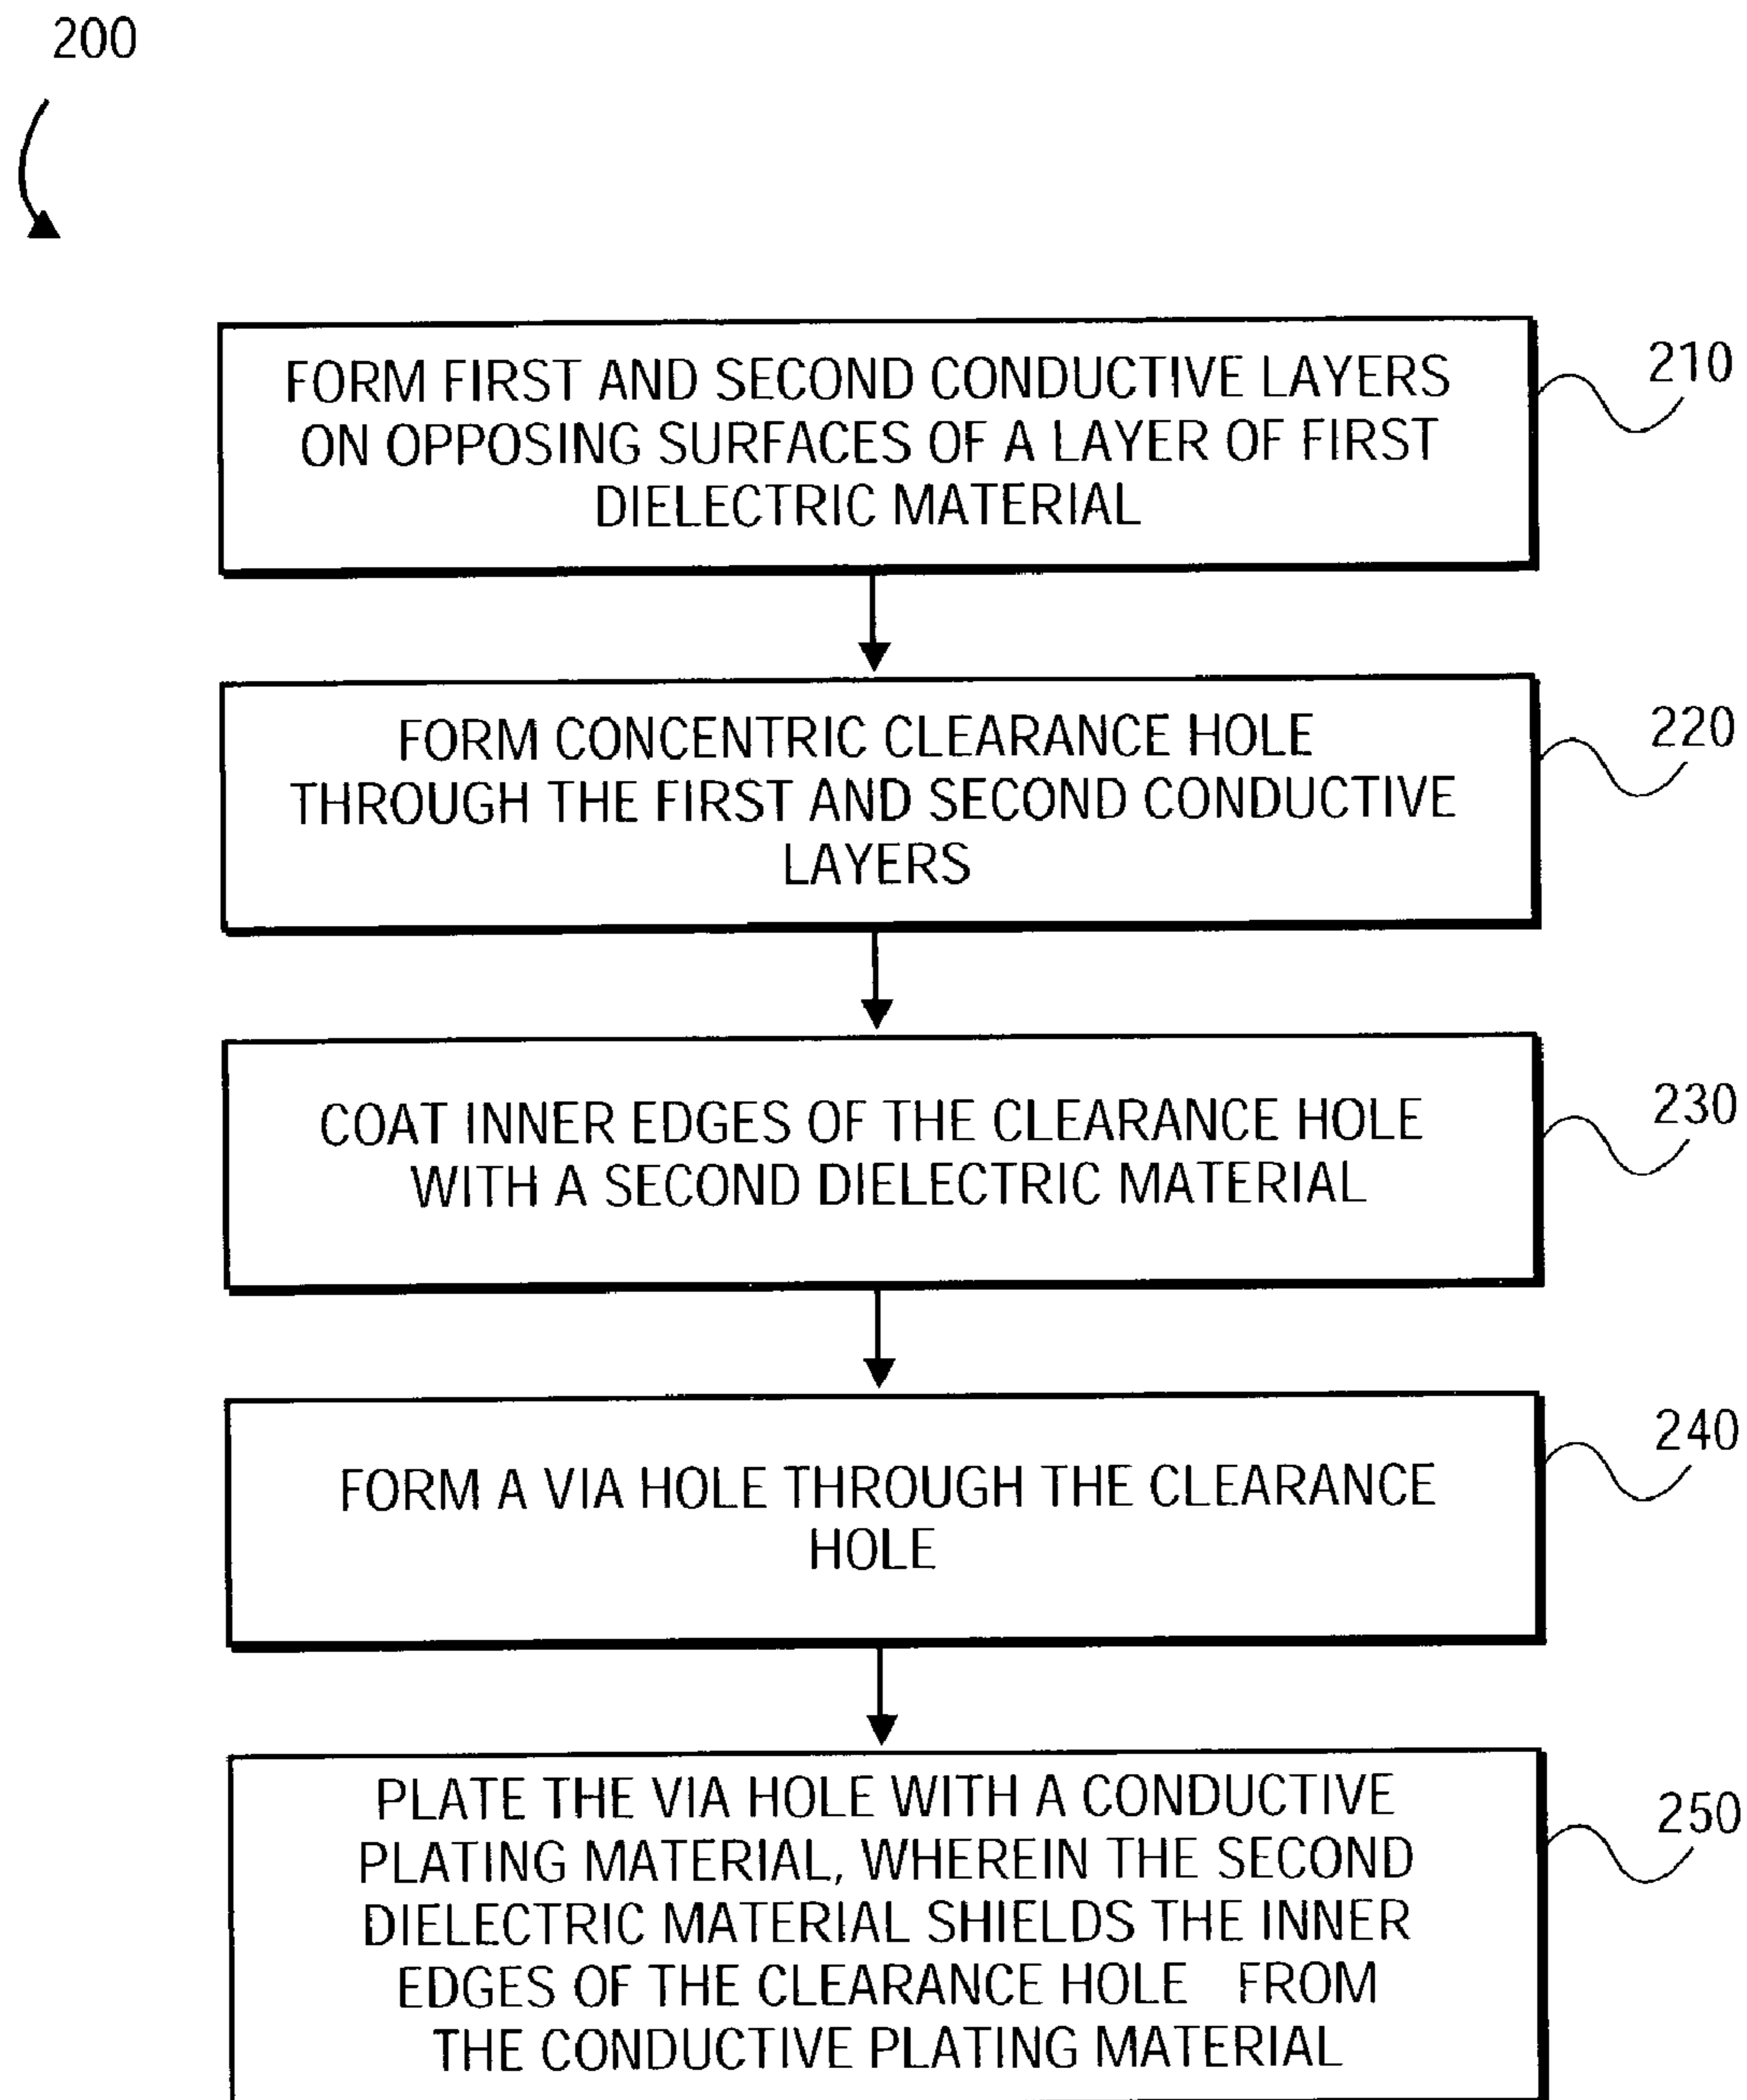 200
FORM FIRST AND SECOND CONDUCTIVE LAYERS
ON OPPOSING SURFACES OF A LAYER OF FIRST
DIELECTRIC MATERIAL
210
FORM CONCENTRIC CLEARANCE HOLE
THROUGH THE FIRST AND SECOND CONDUCTIVE
LAYERS
220
COAT INNER EDGES OF THE CLEARANCE HOLE
WITH A SECOND DIELECTRIC MATERIAL
230
FORM A VIA HOLE THROUGH THE CLEARANCE
HOLE
240
PLATE THE VIA HOLE WITH A CONDUCTIVE
PLATING MATERIAL, WHEREIN THE SECOND
DIELECTRIC MATERIAL SHIELDS THE INNER
EDGES OF THE CLEARANCE HOLE FROM
THE CONDUCTIVE PLATING MATERIAL
250